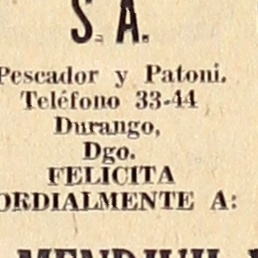 S. A.
Pescador y Patoni.
Teléfono 33-44
Durango,
Dgo.
FELICITA
ORDIALMENTE A: